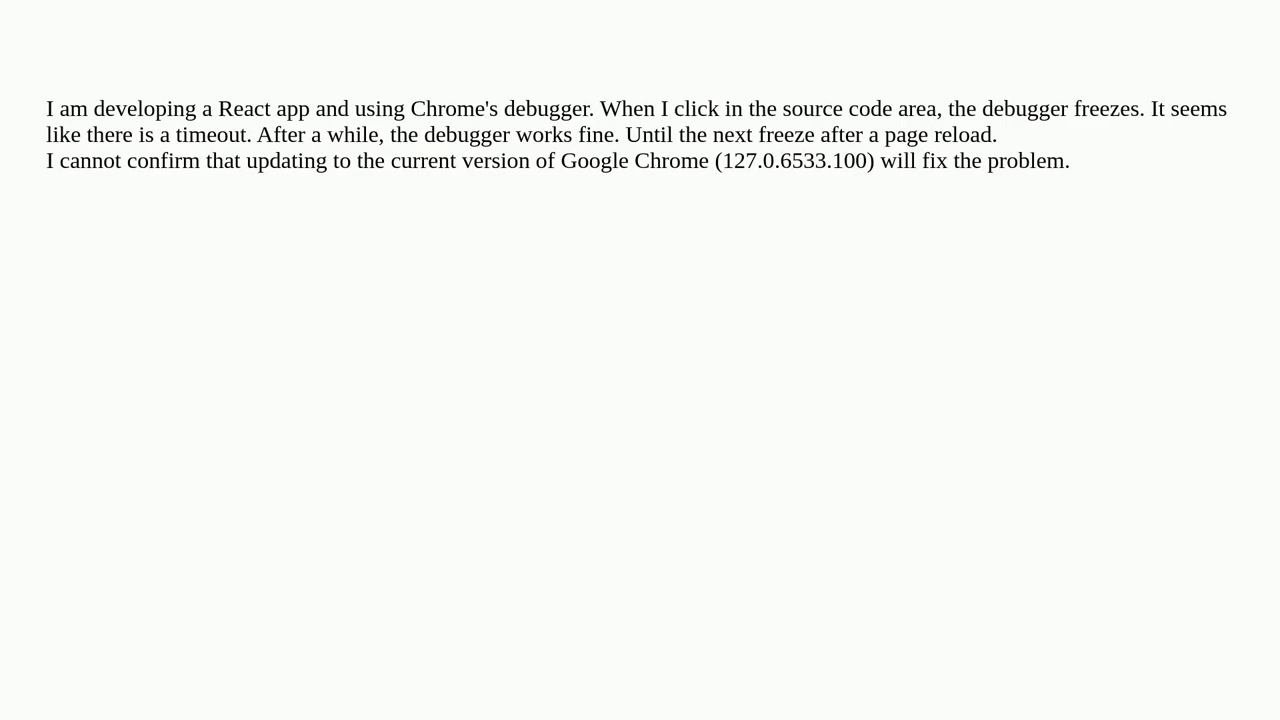 I am developing a React app and using Chrome's debugger. When I click in the source code area, the debugger freezes. It seems
like there is a timeout. After a while, the debugger works fine. Until the next freeze after a page reload.
I cannot confirm that updating to the current version of Google Chrome (127.0.6533.100) will fix the problem.